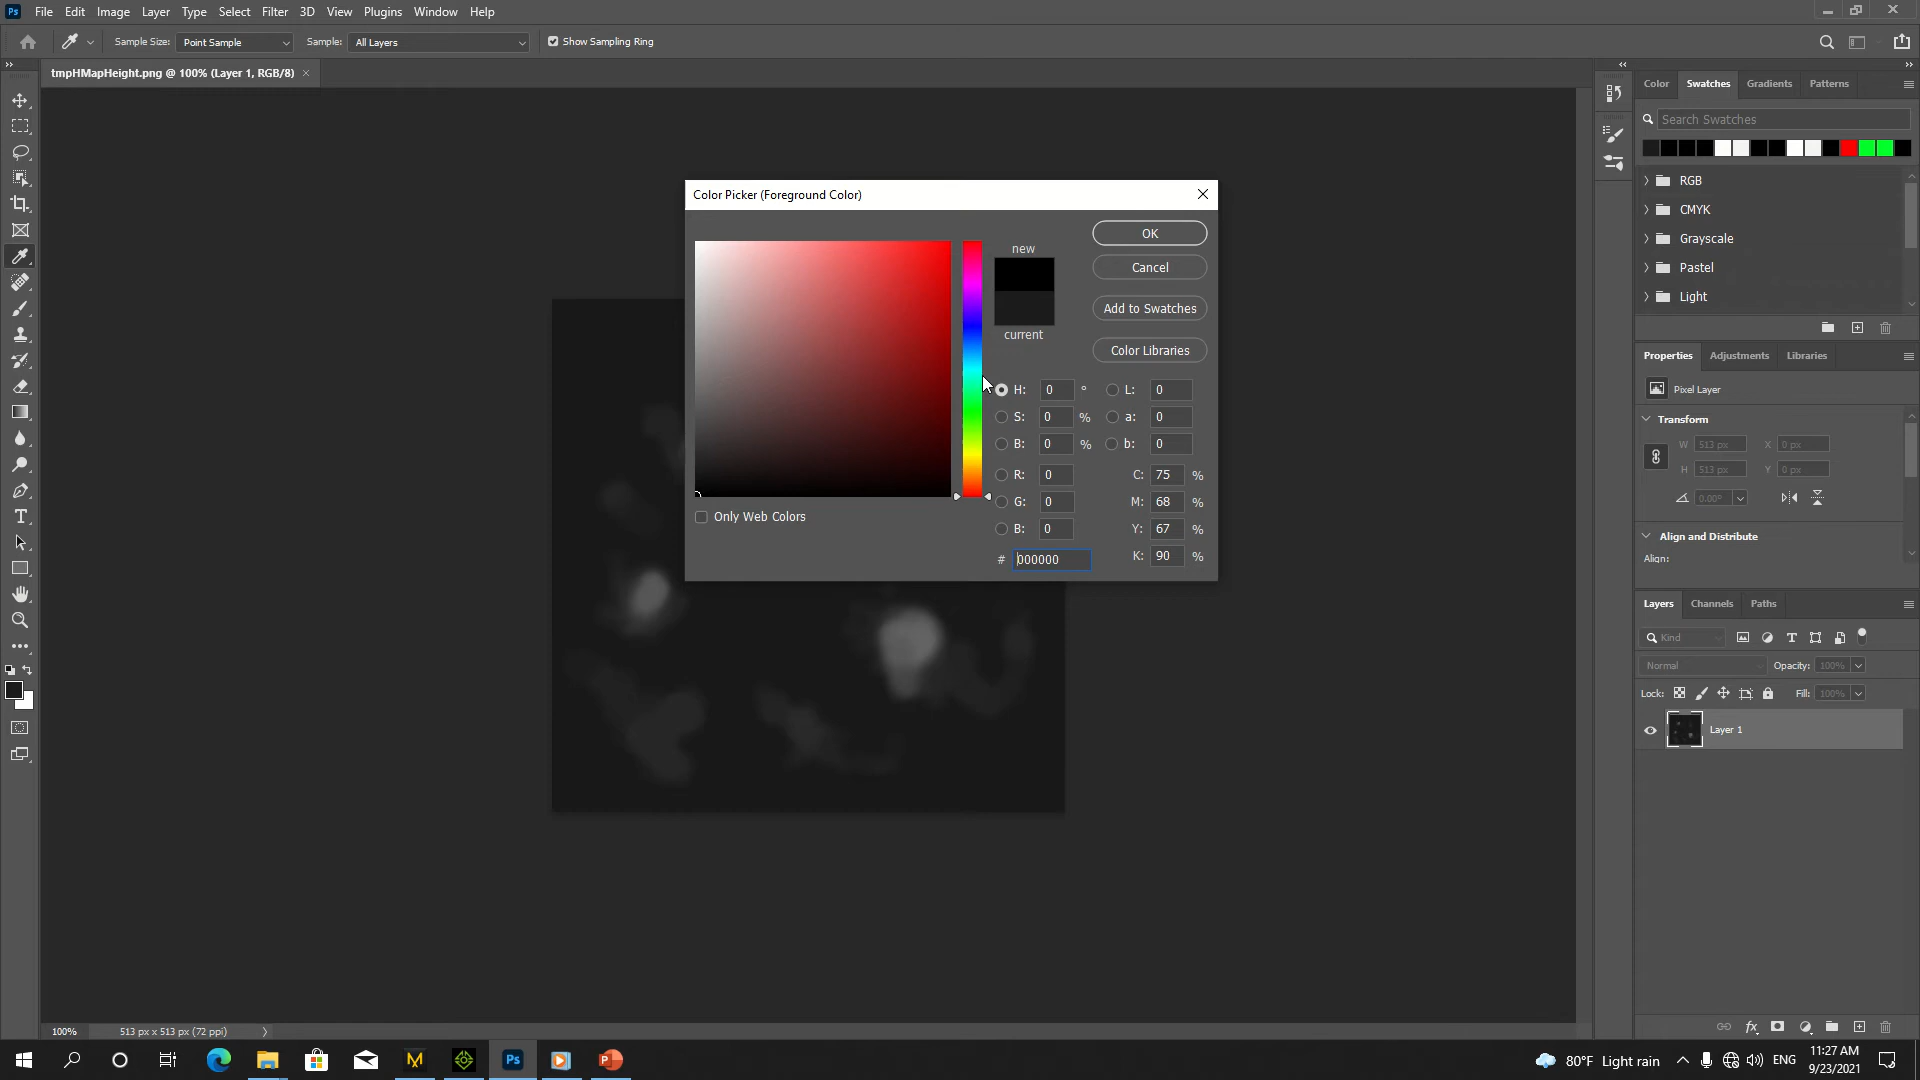 Ps File Edit Image Layer Type Select Filter 3D View Plugins Window Help
Sample Size: Point Sample Sample: All Layers Show Sampling Ring
tmpHMapHeight.png @ 100% (Layer 1, RGB/8) ×
Color Swatches Gradients Patterns
Search Swatches
RGB
CMYK
Grayscale
Pastel
Light
Color Picker (Foreground Color)
new
current
OK
Cancel
Add to Swatches
Color Libraries
H: 0 ° L: 0
S: 0 % a: 0
B: 0 % b: 0
R: 0 C: 75 %
G: 0 M: 68 %
B: 0 Y: 67 %
# 000000 K: 90 %
Only Web Colors
Properties Adjustments Libraries
Pixel Layer
Transform
W 513 px X 0 px
H 513 px Y 0 px
0.00°
Align and Distribute
Align:
Layers Channels Paths
Kind
Normal Opacity: 100%
Lock: Fill: 100%
Layer 1
100% 513 px x 513 px (72 ppi)
80°F Light rain ENG 11:27 AM
9/23/2021